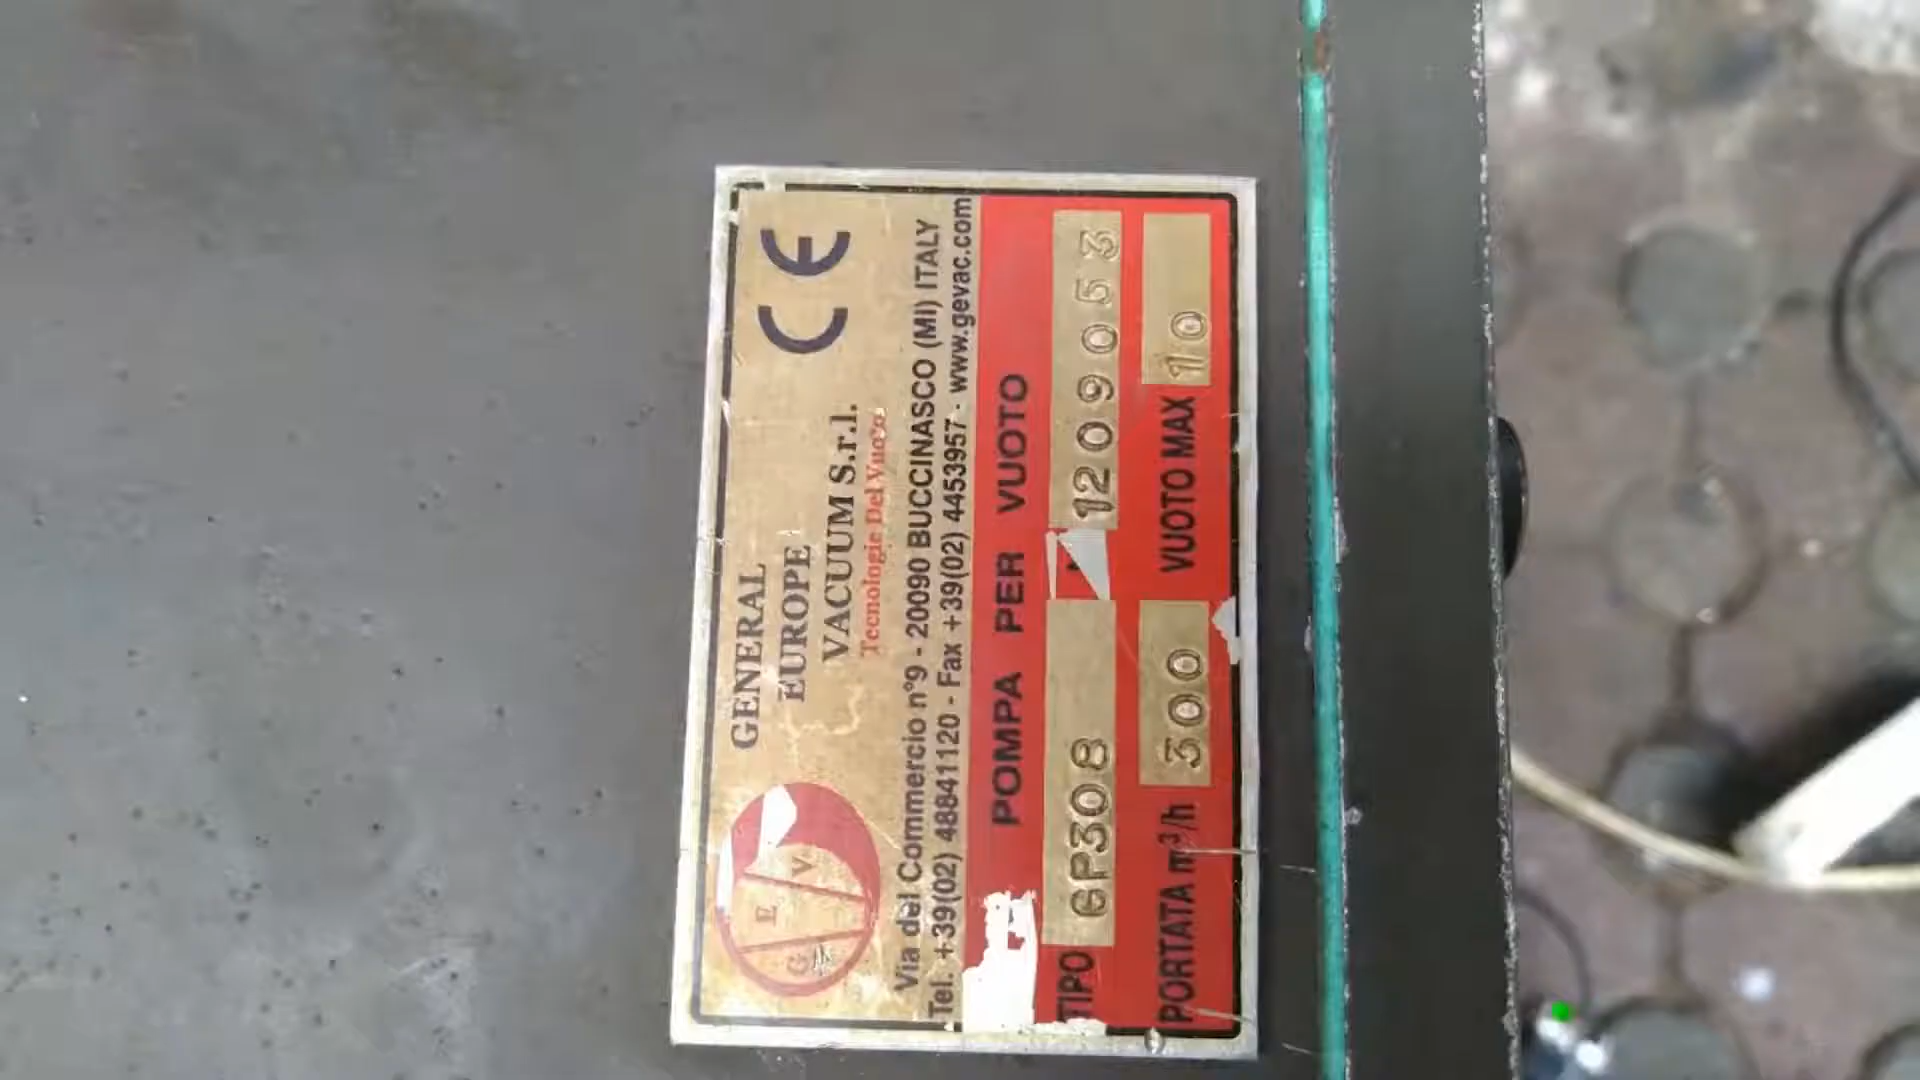 GENERAL
EUROPE
VACUUM S.r.l.
Tecnologie Del Vuoto
CE
G E V
Via del Commercio n°9 - 20090 BUCCINASCO (MI) ITALY
Tel. +39(02) 48841120 - Fax +39(02) 4453957 - www.gevac.com
POMPA PER VUOTO
TIPO GP308 1209053
PORTATA m³/h 300 VUOTO MAX 10